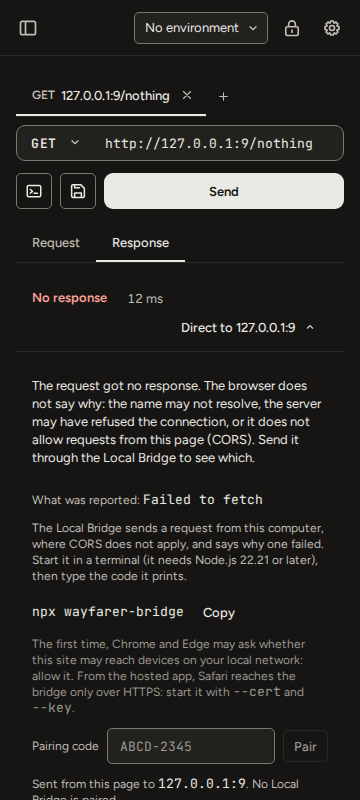 No environment
GET 127.0.0.1:9/nothing
GET http://127.0.0.1:9/nothing
Send
Request Response
No response 12 ms
Direct to 127.0.0.1:9
The request got no response. The browser does
not say why: the name may not resolve, the server
may have refused the connection, or it does not
allow requests from this page (CORS). Send it
through the Local Bridge to see which.
What was reported: Failed to fetch
The Local Bridge sends a request from this computer,
where CORS does not apply, and says why one failed.
Start it in a terminal (it needs Node.js 22.21 or later),
then type the code it prints.
npx wayfarer-bridge Copy
The first time, Chrome and Edge may ask whether
this site may reach devices on your local network:
allow it. From the hosted app, Safari reaches the
bridge only over HTTPS: start it with --cert and
--key.
Pairing code ABCD-2345 Pair
Sent from this page to 127.0.0.1:9. No Local
Bridge is paired.